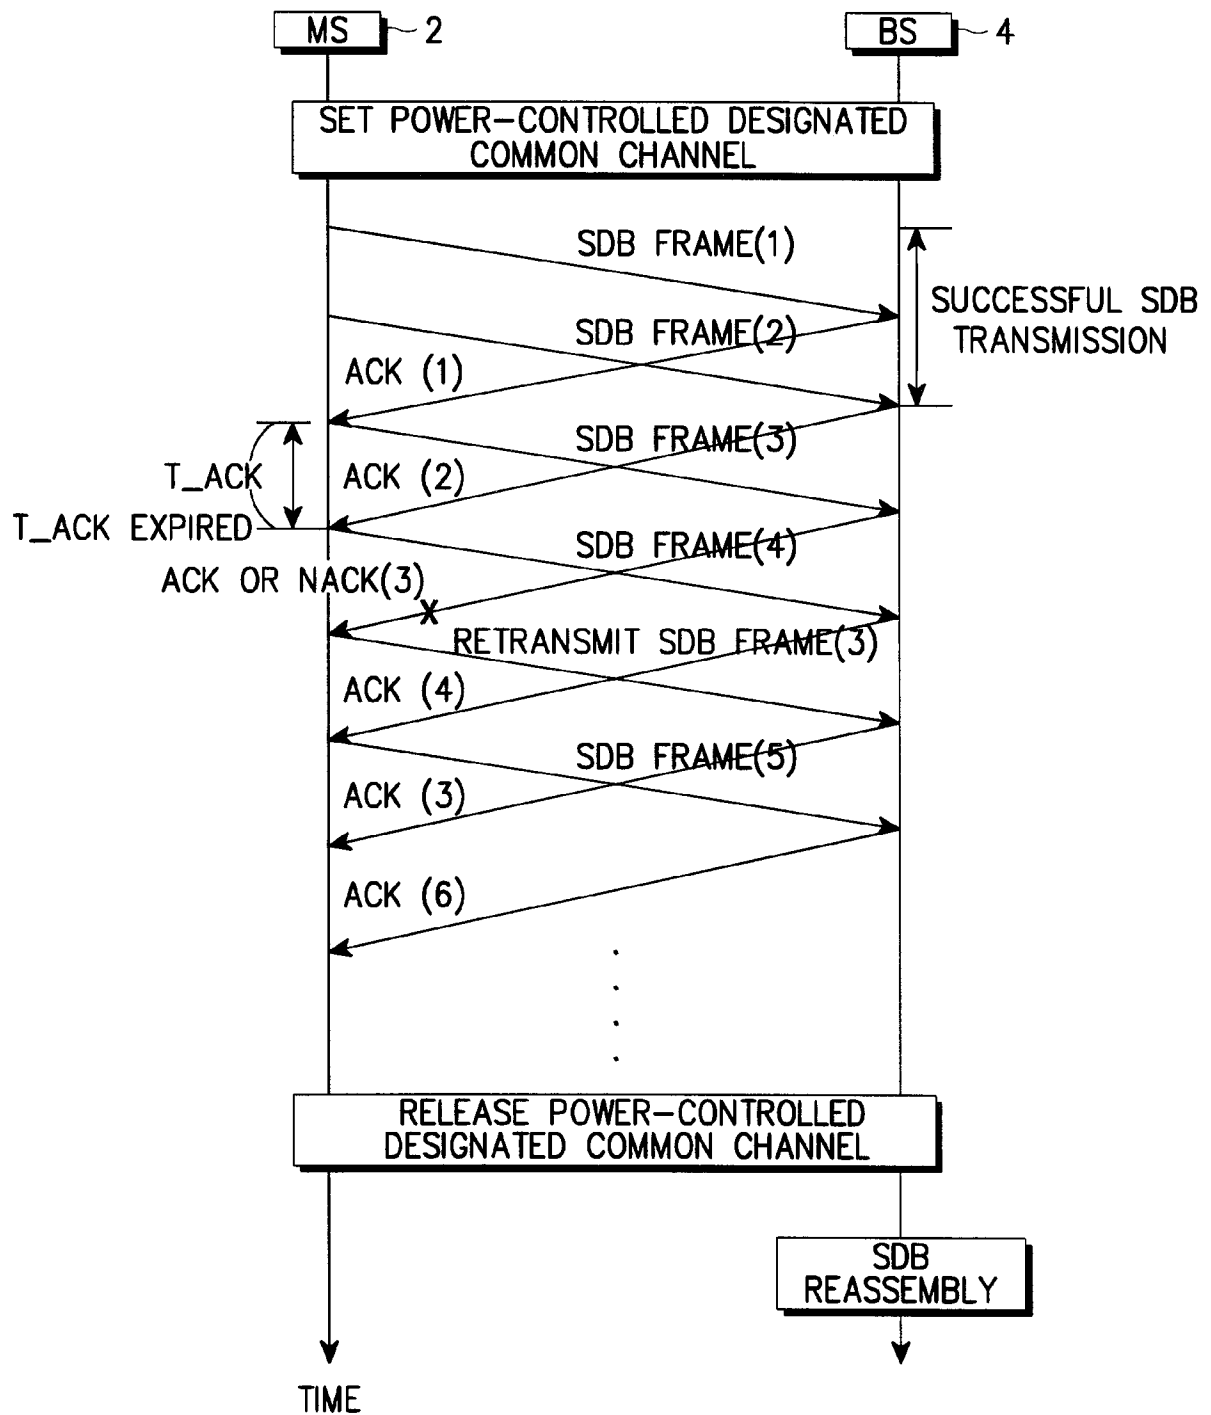 MS
2
BS
4
SET POWER-CONTROLLED DESIGNATED
COMMON CHANNEL
SDB FRAME(1)
SUCCESSFUL SDB
TRANSMISSION
SDB FRAME(2)
ACK (1)
SDB FRAME(3)
T_ACK
ACK (2)
T_ACK EXPIRED
SDB FRAME(4)
ACK OR NACK(3)
X
RETRANSMIT SDB FRAME(3)
ACK (4)
SDB FRAME(5)
ACK (3)
ACK (6)
RELEASE POWER-CONTROLLED
DESIGNATED COMMON CHANNEL
SDB
REASSEMBLY
TIME